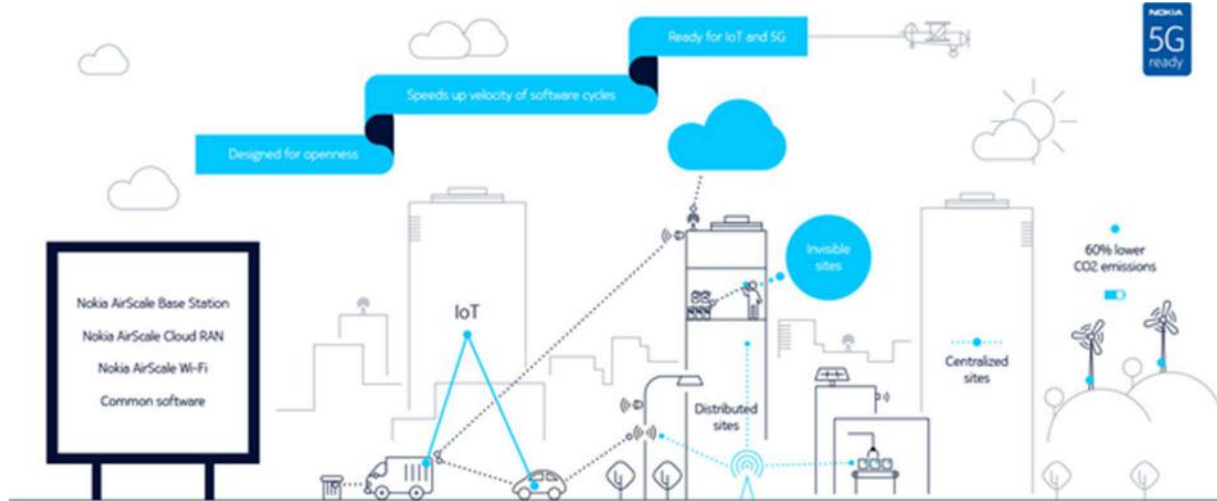 NOKIA
5G
ready
Ready for IoT and 5G
Speeds up velocity of software cycles
Designed for openness
Invisible
sites
60% lower
CO2 emissions
Nokia AirScale Base Station
Nokia AirScale Cloud RAN
Nokia AirScale Wi-Fi
Common software
IoT
Distributed
sites
Centralized
sites